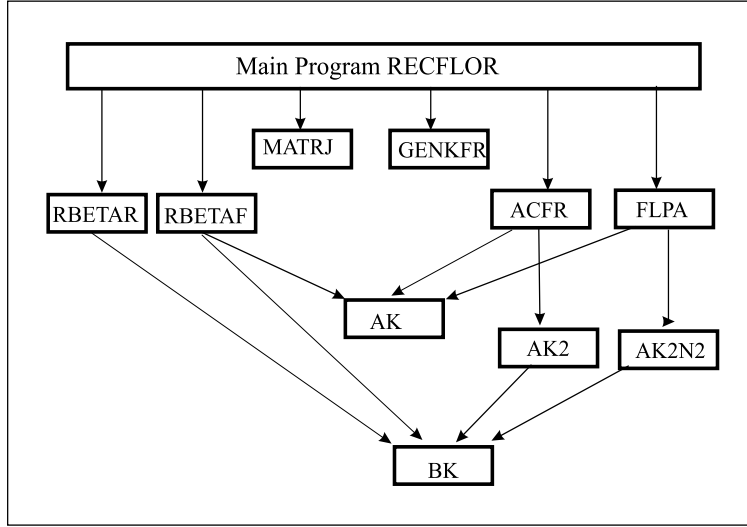 Main Program RECFLOR
MATRJ
GENKFR
RBETAR
RBETAF
ACFR
FLPA
AK
AK2
AK2N2
BK